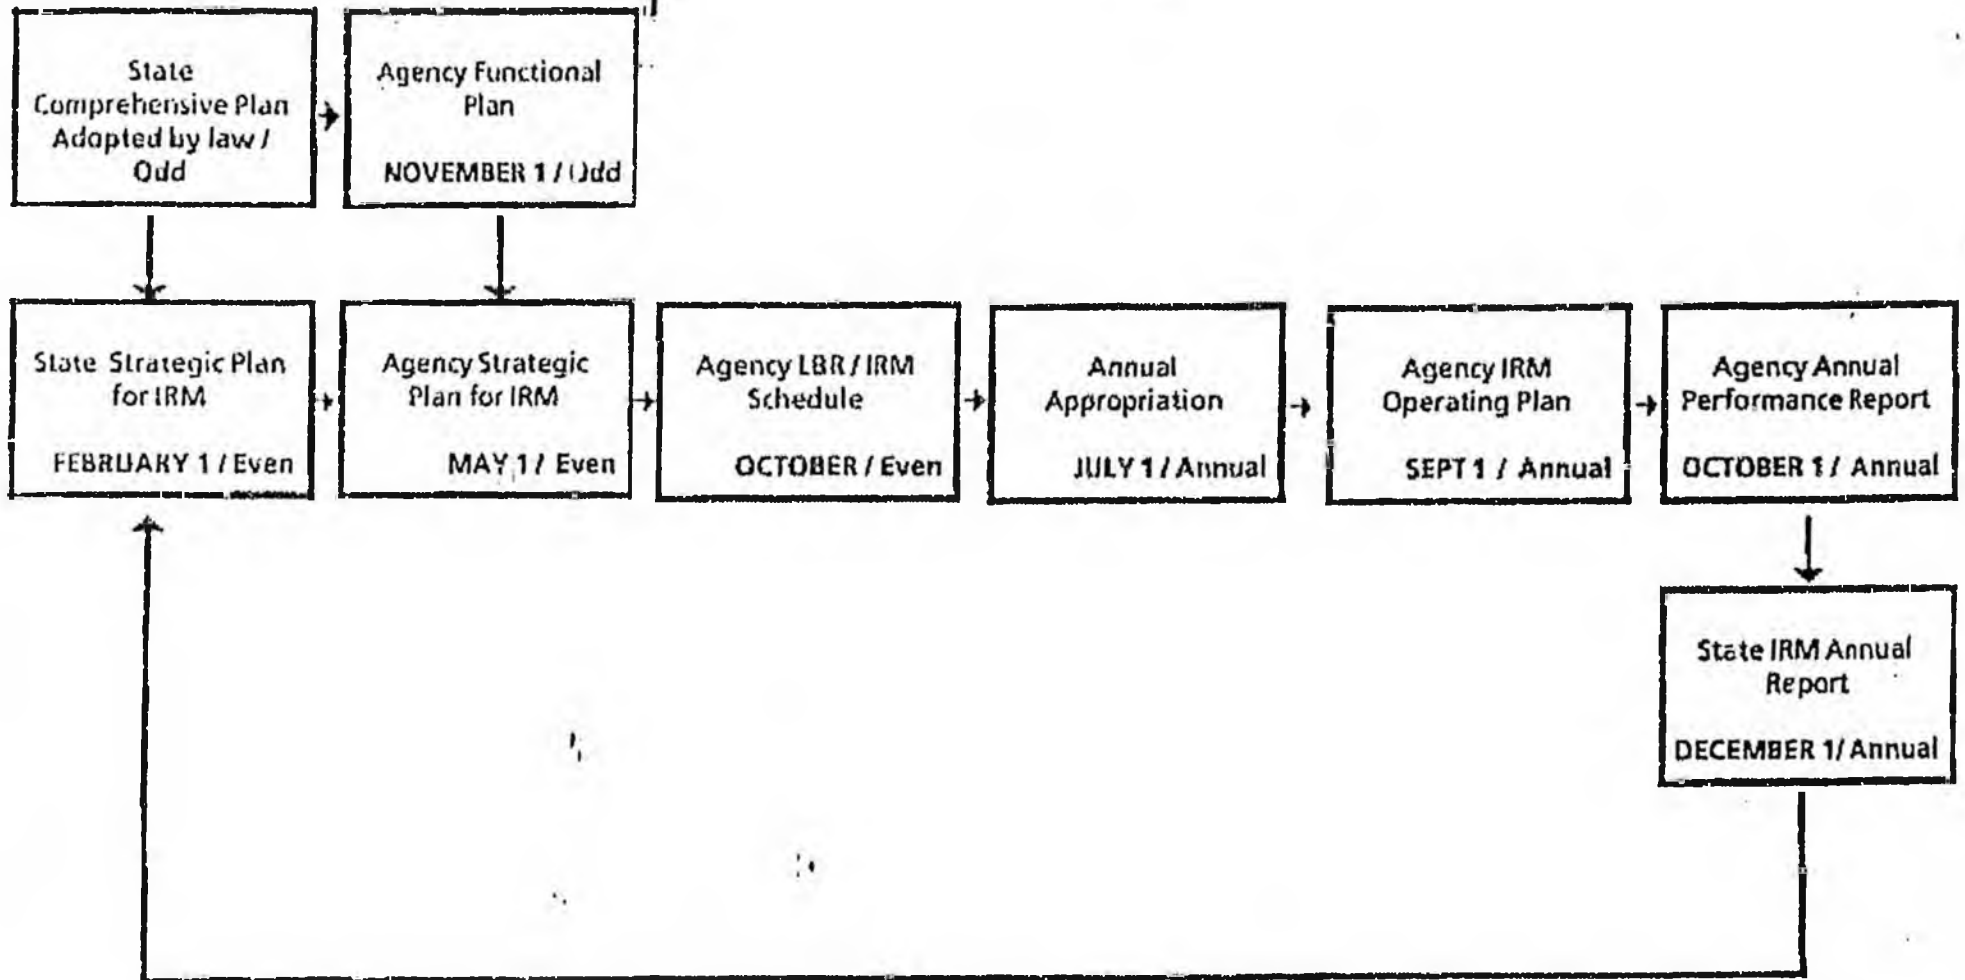 State
Comprehensive Plan
Adopted by law /
Odd
Agency Functional
Plan
NOVEMBER 1 / Odd
State Strategic Plan
for IRM
FEBRUARY 1 / Even
Agency Strategic
Plan for IRM
MAY 1 / Even
Agency LBR / IRM
Schedule
OCTOBER / Even
Annual
Appropriation
JULY 1 / Annual
Agency IRM
Operating Plan
SEPT 1 / Annual
Agency Annual
Performance Report
OCTOBER 1 / Annual
State IRM Annual
Report
DECEMBER 1/ Annual